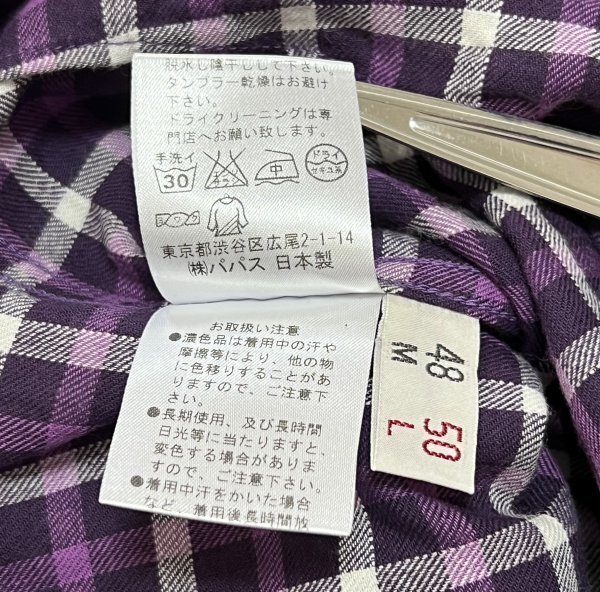 脱水し陰干しして下さい。
タンブラー乾燥はお避け
下さい。
ドライクリーニングは専
門店へお願い致します。
手洗イ
30
中
ドライ
セキユ系
東京都渋谷区広尾2-1-14
㈱パパス 日本製
お取扱い注意
●濃色品は着用中の汗や
摩擦等により、他の物
に色移りすることがあ
りますので、ご注意下
さい。
●長期使用、及び長時間
日光等に当たりますと、
変色する場合がありま
すので、ご注意下さい。
●着用中汗をかいた場合
など、着用後長時間放
48 50
M L